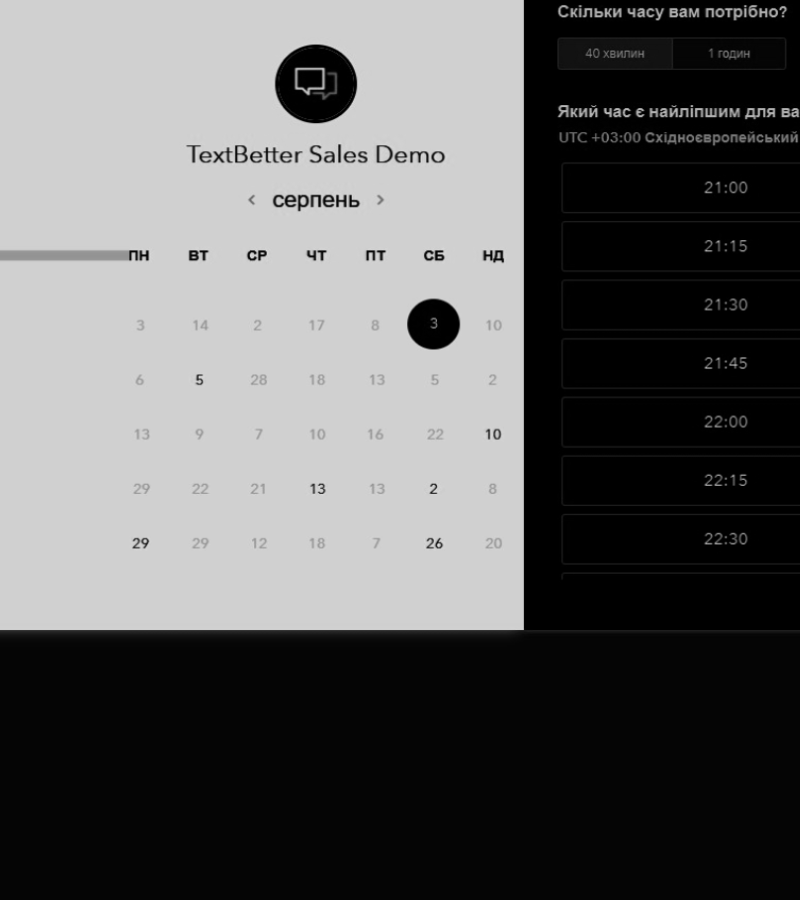 TextBetter Sales Demo
серпень
ПН ВТ СР ЧТ ПТ СБ НД
3 14 2 17 8 3 10
6 5 28 18 13 5 2
13 9 7 10 16 22 10
29 22 21 13 13 2 8
29 29 12 18 7 26 20
Скільки часу вам потрібно?
40 хвилин 1 годин
Який час є найліпшим для ва
UTC +03:00 Східноєвропейський
21:00
21:15
21:30
21:45
22:00
22:15
22:30